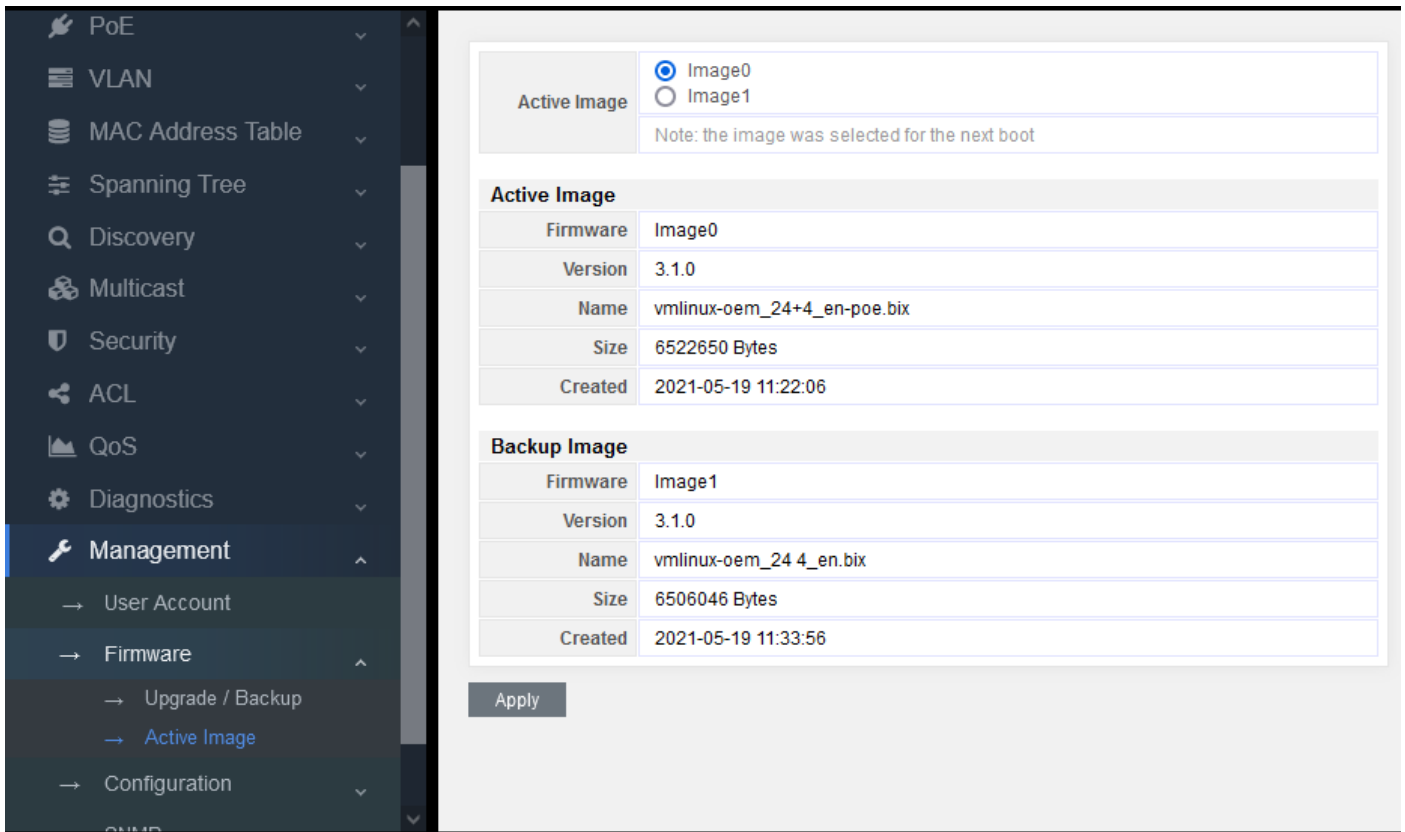 PoE
VLAN
MAC Address Table
Spanning Tree
Discovery
Multicast
Security
ACL
QoS
Diagnostics
Management
→ User Account
→ Firmware
→ Upgrade / Backup
→ Active Image
→ Configuration
SNMP
Active Image
Image0
Image1
Note: the image was selected for the next boot
Active Image
Firmware Image0
Version 3.1.0
Name vmlinux-oem_24+4_en-poe.bix
Size 6522650 Bytes
Created 2021-05-19 11:22:06
Backup Image
Firmware Image1
Version 3.1.0
Name vmlinux-oem_24 4_en.bix
Size 6506046 Bytes
Created 2021-05-19 11:33:56
Apply